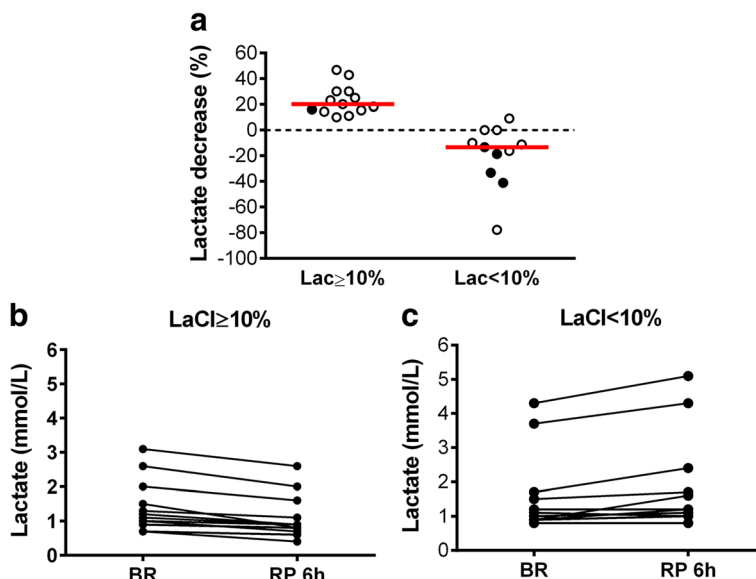 a
Lactate decrease (%)
60
40
20
0
-20
-40
-60
-80
-100
Lac≥10%
Lac<10%
b
LaCl≥10%
Lactate (mmol/L)
6
5
4
3
2
1
0
BR
RP 6h
c
LaCl<10%
Lactate (mmol/L)
6
5
4
3
2
1
0
BR
RP 6h